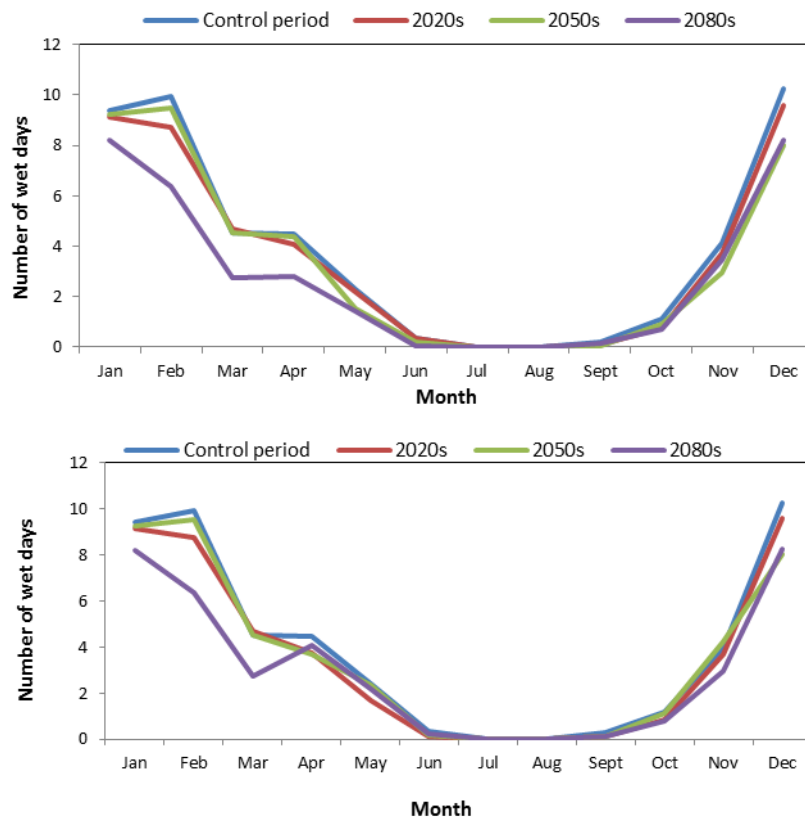 Control period 2020s 2050s 2080s
12
10
8
6
4
2
0
Number of wet days
Jan Feb Mar Apr May Jun Jul Aug Sept Oct Nov Dec
Month
Control period 2020s 2050s 2080s
12
10
8
6
4
2
0
Number of wet days
Jan Feb Mar Apr May Jun Jul Aug Sept Oct Nov Dec
Month